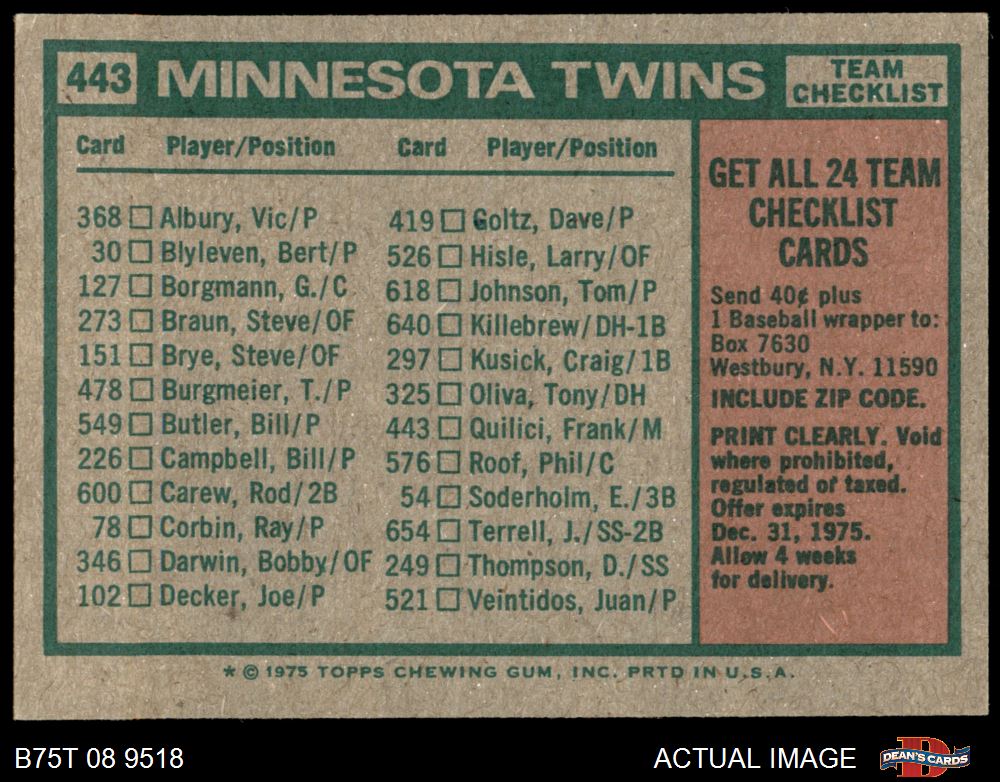 443 MINNESOTA TWINS TEAM CHECKLIST
Card Player/Position Card Player/Position
368 Albury, Vic/P
30 Blyleven, Bert/P
127 Borgmann, G./C
273 Braun, Steve/OF
151 Brye, Steve/OF
478 Burgmeier, T./P
549 Butler, Bill/P
226 Campbell, Bill/P
600 Carew, Rod/2B
78 Corbin, Ray/P
346 Darwin, Bobby/OF
102 Decker, Joe/P
419 Goltz, Dave/P
526 Hisle, Larry/OF
618 Johnson, Tom/P
640 Killebrew/DH-1B
297 Kusick, Craig/1B
325 Oliva, Tony/DH
443 Quilici, Frank/M
576 Roof, Phil/C
54 Soderholm, E./3B
654 Terrell, J./SS-2B
249 Thompson, D./SS
521 Veintidos, Juan/P
GET ALL 24 TEAM
CHECKLIST
CARDS
Send 40¢ plus
1 Baseball wrapper to:
Box 7630
Westbury, N.Y. 11590
INCLUDE ZIP CODE.
PRINT CLEARLY. Void
where prohibited,
regulated or taxed.
Offer expires
Dec. 31, 1975.
Allow 4 weeks
for delivery.
* © 1975 TOPPS CHEWING GUM, INC. PRTD IN U.S.A.
B75T 08 9518 ACTUAL IMAGE DEAN'S CARDS